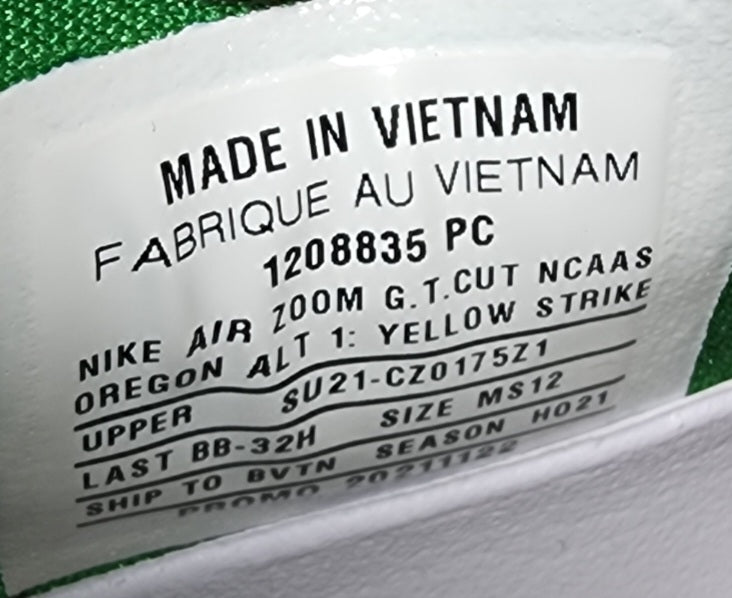 MADE IN VIETNAM
FABRIQUE AU VIETNAM
1208835 PC
NIKE AIR ZOOM G.T.CUT NCAAS
OREGON ALT 1: YELLOW STRIKE
UPPER SU21-CZ0175Z1
LAST BB-32H SIZE MS12
SHIP TO BVTN SEASON HO21
PROMO 20211122